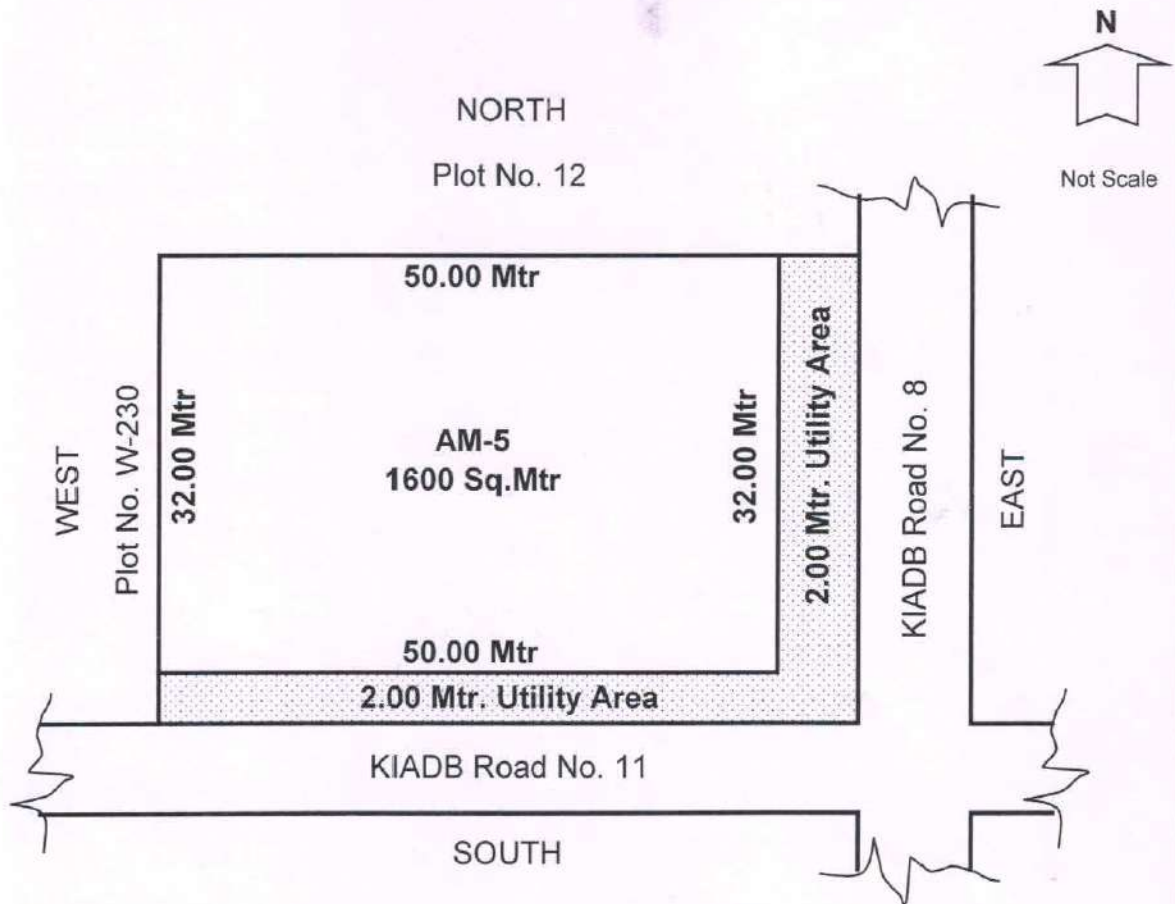 N
Not Scale
NORTH
Plot No. 12
50.00 Mtr
WEST
Plot No. W-230
32.00 Mtr
AM-5
1600 Sq.Mtr
32.00 Mtr
2.00 Mtr. Utility Area
KIADB Road No. 8
EAST
50.00 Mtr
2.00 Mtr. Utility Area
KIADB Road No. 11
SOUTH